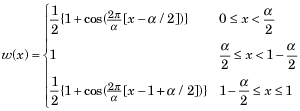 w(x) = { 1/2 {1 + cos(2π/α [x − α / 2])}    0 ≤ x < α/2
1    α/2 ≤ x < 1 − α/2
1/2 {1 + cos(2π/α [x − 1 + α / 2])}    1 − α/2 ≤ x ≤ 1